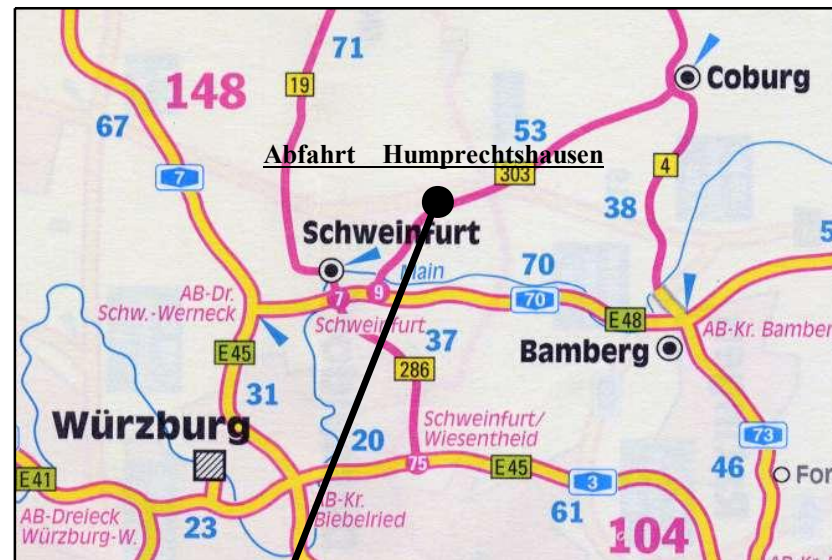 71
148
19
Coburg
67
53
Abfahrt Humprechtshausen
303
7
4
38
Schweinfurt
Main
70
AB-Dr.
Schw.-Werneck
7
9
70
Schweinfurt
E48
AB-Kr. Bamber
37
Bamberg
E45
286
31
Schweinfurt/
Wiesentheid
Würzburg
20
73
75
E45
46
For
E41
3
AB-Kr.
Biebelried
61
AB-Dreieck
Würzburg-W.
23
104